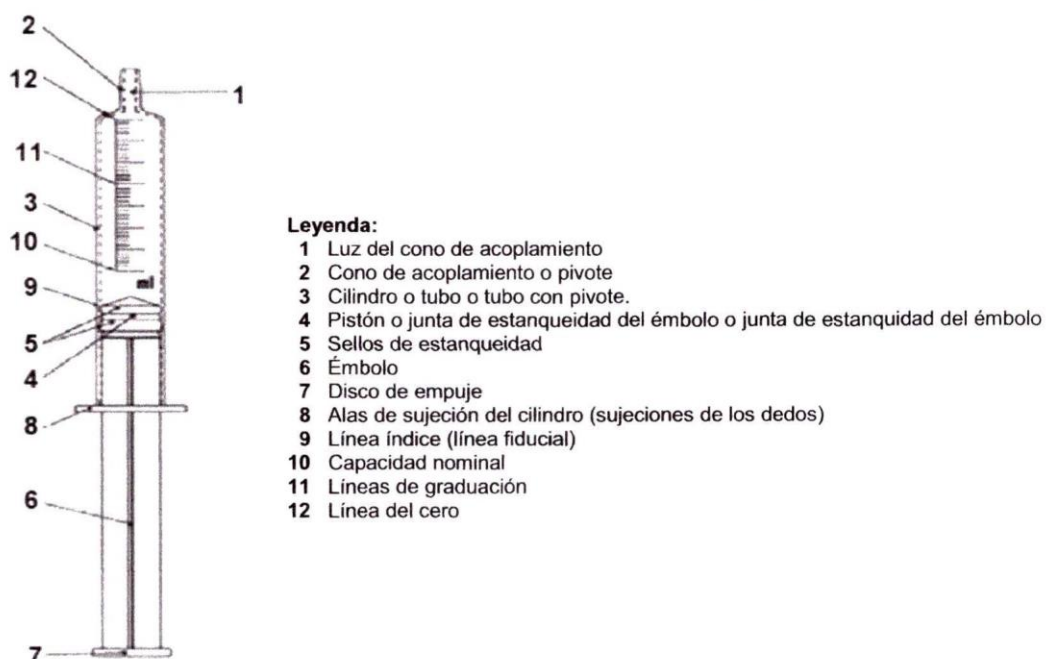 2
12
1
11
3
10
ml
9
5
4
8
6
7
Leyenda:
1 Luz del cono de acoplamiento
2 Cono de acoplamiento o pivote
3 Cilindro o tubo o tubo con pivote.
4 Pistón o junta de estanqueidad del émbolo o junta de estanquidad del émbolo
5 Sellos de estanqueidad
6 Émbolo
7 Disco de empuje
8 Alas de sujeción del cilindro (sujeciones de los dedos)
9 Línea índice (línea fiducial)
10 Capacidad nominal
11 Líneas de graduación
12 Línea del cero